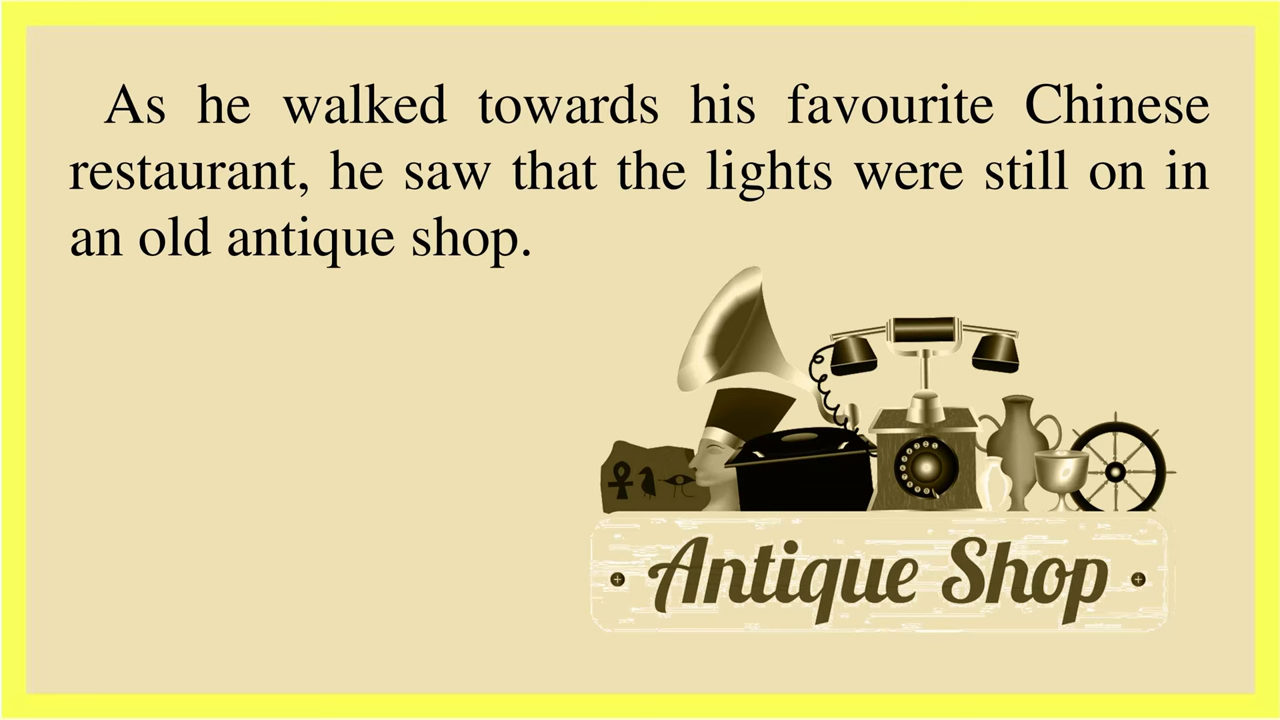 As he walked towards his favourite Chinese
restaurant, he saw that the lights were still on in
an old antique shop.
Antique Shop